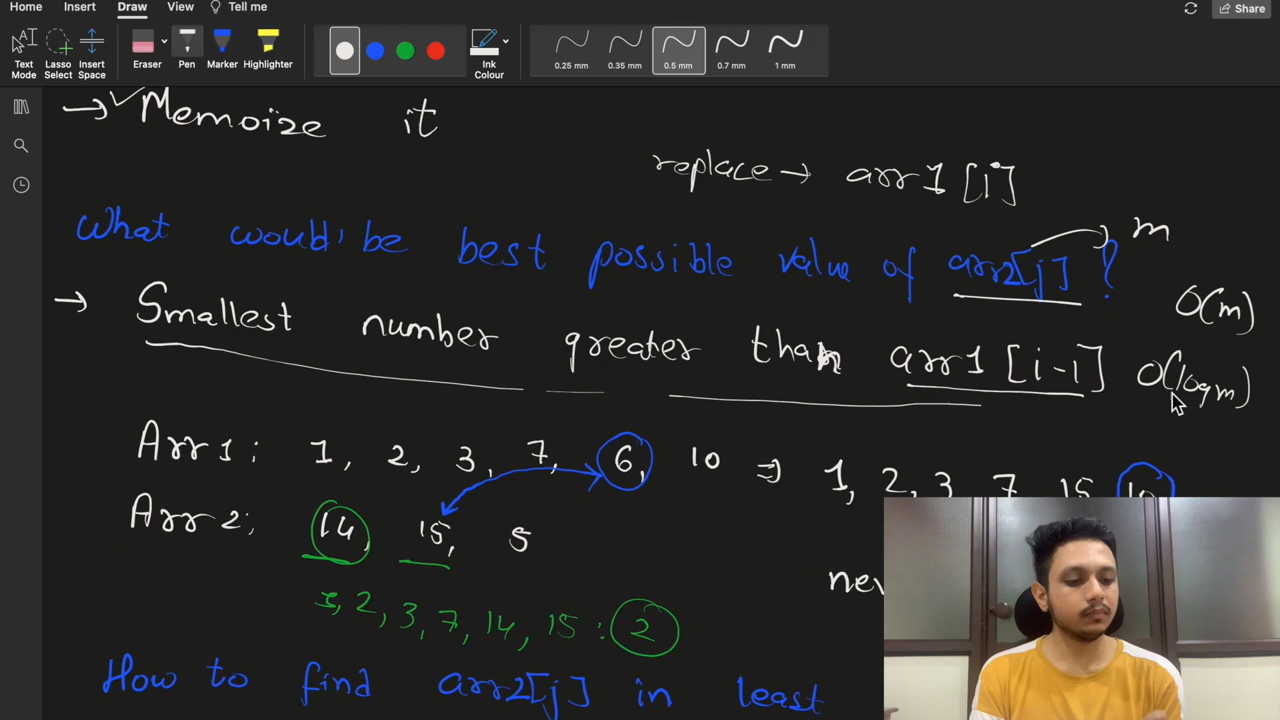 Home Insert Draw View Tell me Share
Text Mode Lasso Select Insert Space Eraser Pen Marker Highlighter Ink Colour 0.25 mm 0.35 mm 0.5 mm 0.7 mm 1 mm
→ ✓ Memoize it
replace → arr1[i]
What would be best possible value of arr2[j]? m
O(m)
→ Smallest number greater than arr1[i-1] O(log m)
Arr1: 1, 2, 3, 7, 6, 10 ⇒ 1, 2, 3 7 15 10
Arr2: 14, 15, 5
nev
2, 3, 7, 14, 15 : 2
How to find arr2[j] in least